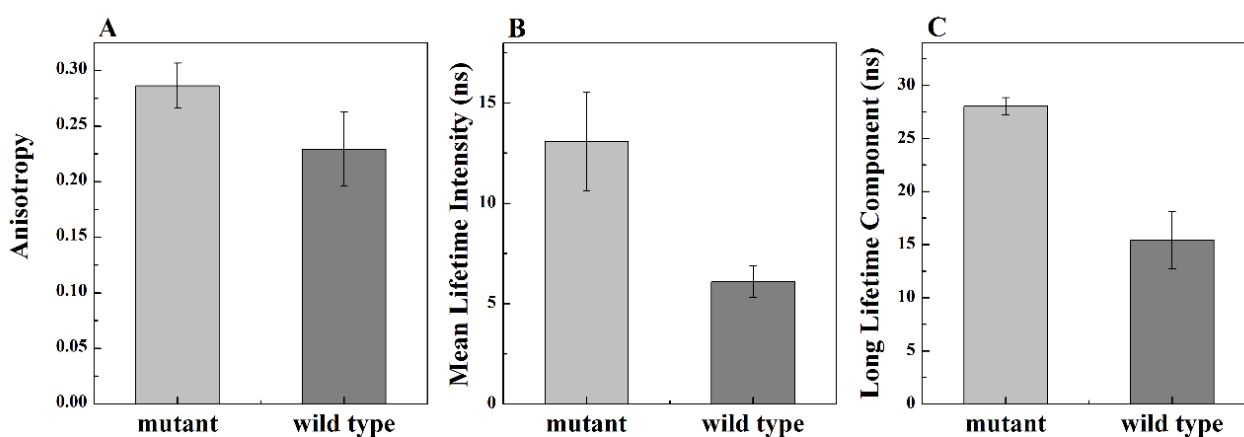 A
Anisotropy
0.30
0.25
0.20
0.15
0.10
0.05
0.00
mutant
wild type
B
Mean Lifetime Intensity (ns)
15
10
5
0
mutant
wild type
C
Long Lifetime Component (ns)
30
25
20
15
10
5
0
mutant
wild type